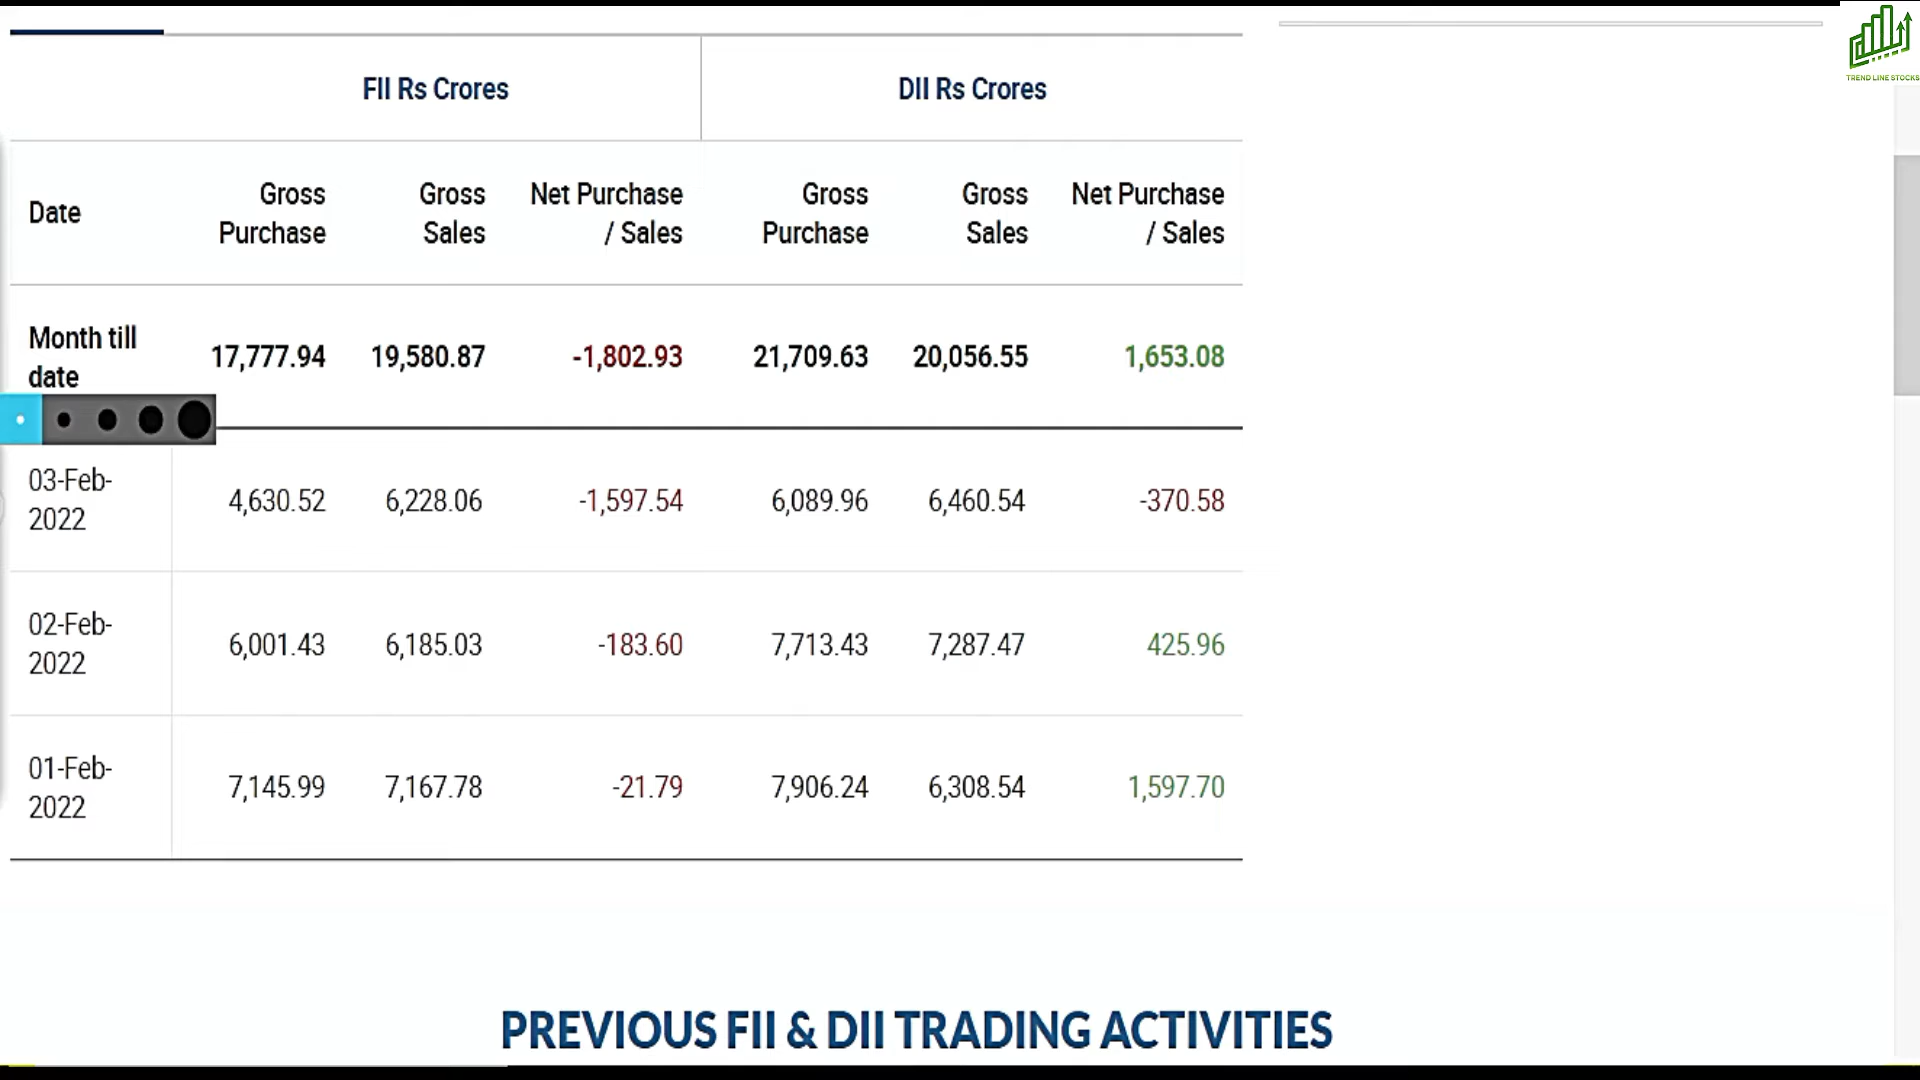 TREND LINE STOCKS
FII Rs Crores DII Rs Crores
Date Gross Purchase Gross Sales Net Purchase / Sales Gross Purchase Gross Sales Net Purchase / Sales
Month till date 17,777.94 19,580.87 -1,802.93 21,709.63 20,056.55 1,653.08
03-Feb-2022 4,630.52 6,228.06 -1,597.54 6,089.96 6,460.54 -370.58
02-Feb-2022 6,001.43 6,185.03 -183.60 7,713.43 7,287.47 425.96
01-Feb-2022 7,145.99 7,167.78 -21.79 7,906.24 6,308.54 1,597.70
PREVIOUS FII & DII TRADING ACTIVITIES